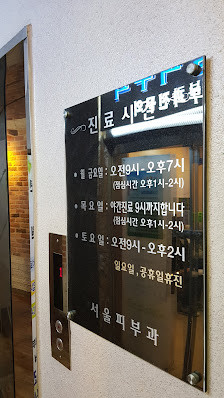 진료 시간안내
• 월 금요일 : 오전9시-오후7시
(점심시간 오후1시-2시)
• 목 요 일 : 야간진료 9시까지합니다
(점심시간 오후1시-2시)
• 토 요 일 : 오전9시-오후2시
일요일, 공휴일휴진
서울피부과